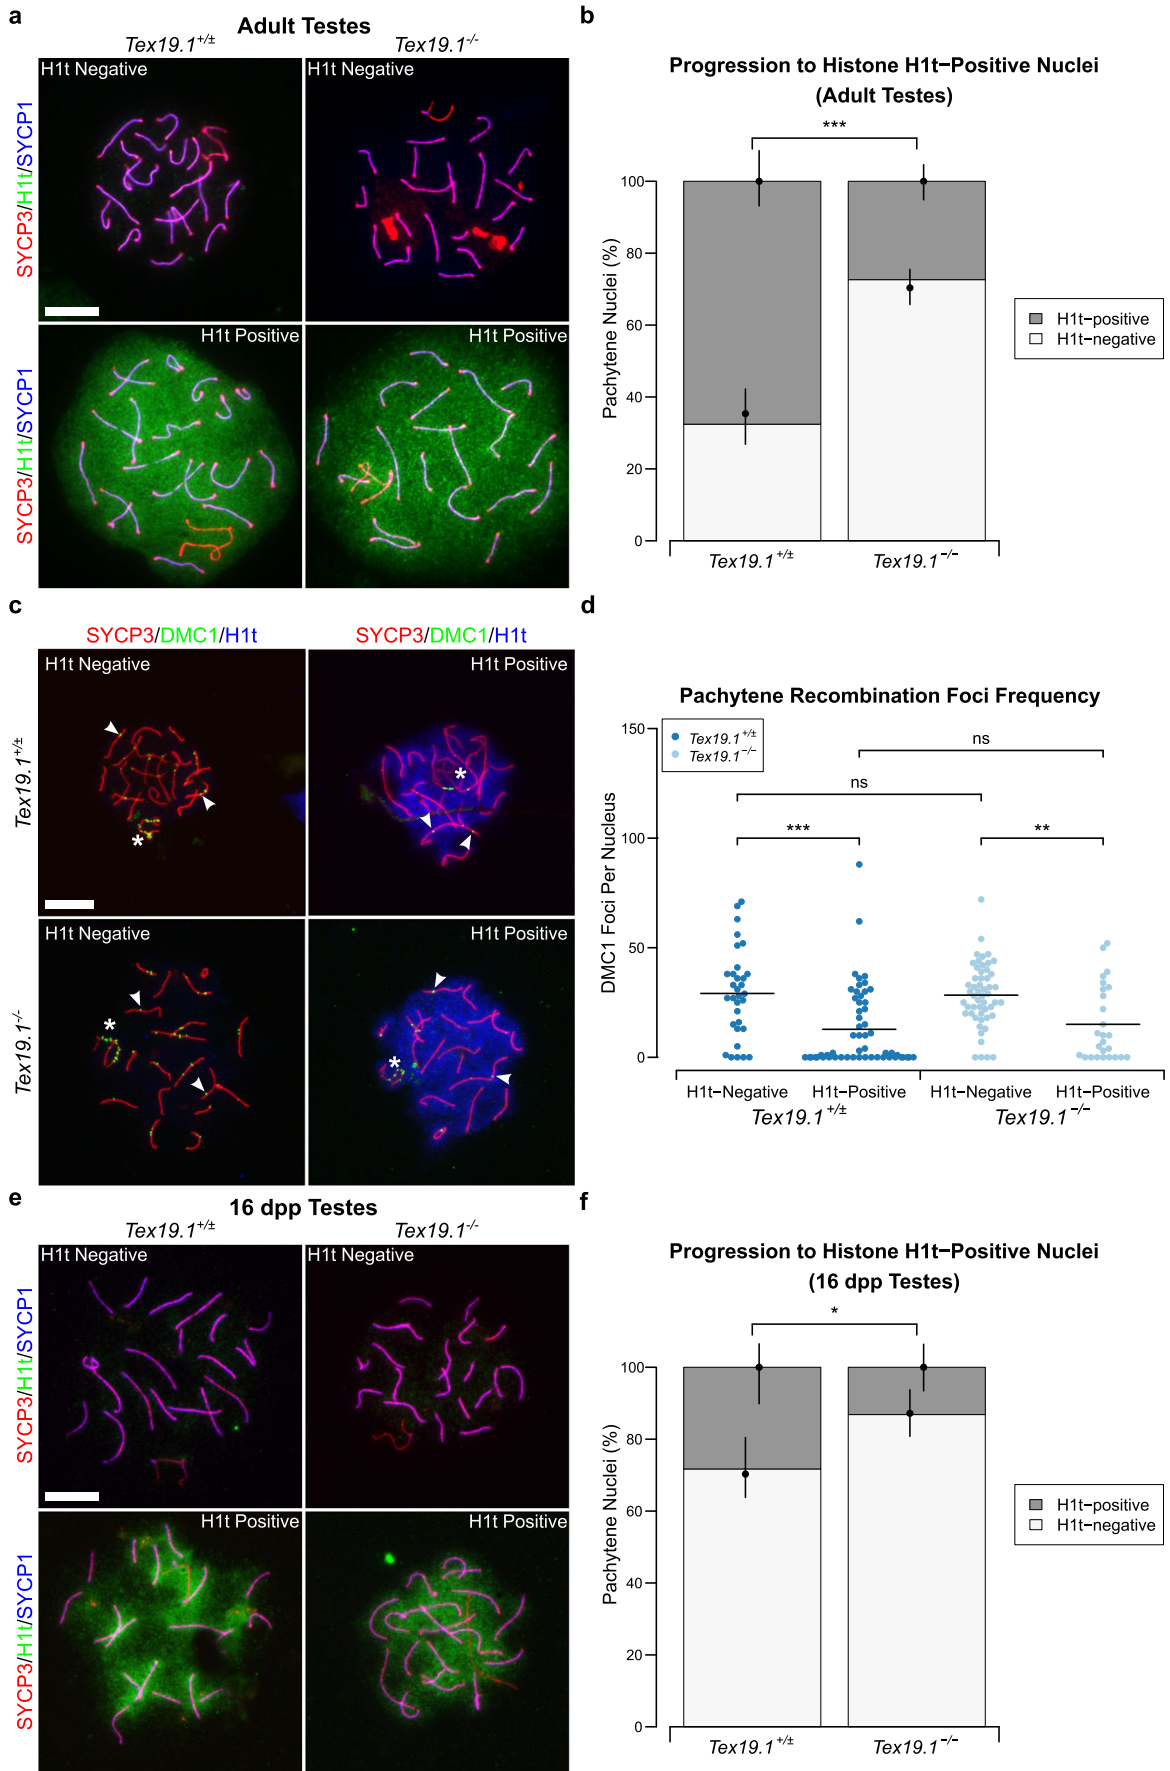 a
Adult Testes
Tex19.1+/± Tex19.1-/-
SYCP3/H1t/SYCP1
H1t Negative
H1t Negative
SYCP3/H1t/SYCP1
H1t Positive
H1t Positive
b
Progression to Histone H1t−Positive Nuclei
(Adult Testes)
***
Pachytene Nuclei (%)
100
80
60
40
20
0
Tex19.1+/± Tex19.1−/−
H1t−positive
H1t−negative
c
SYCP3/DMC1/H1t SYCP3/DMC1/H1t
Tex19.1+/±
H1t Negative
*
H1t Positive
*
Tex19.1-/-
H1t Negative
*
H1t Positive
*
d
Pachytene Recombination Foci Frequency
DMC1 Foci Per Nucleus
150
100
50
0
Tex19.1+/±
Tex19.1−/−
ns
ns
*** **
H1t−Negative H1t−Positive H1t−Negative H1t−Positive
Tex19.1+/± Tex19.1−/−
e
16 dpp Testes
Tex19.1+/± Tex19.1-/-
SYCP3/H1t/SYCP1
H1t Negative
H1t Negative
SYCP3/H1t/SYCP1
H1t Positive
H1t Positive
f
Progression to Histone H1t−Positive Nuclei
(16 dpp Testes)
*
Pachytene Nuclei (%)
100
80
60
40
20
0
Tex19.1+/± Tex19.1−/−
H1t−positive
H1t−negative